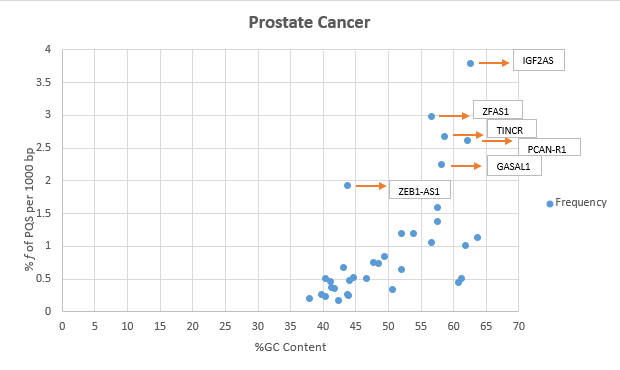 Prostate Cancer
% f of PQS per 1000 bp
4
3.5
3
2.5
2
1.5
1
0.5
0
IGF2AS
ZFAS1
TINCR
PCAN-R1
GASAL1
ZEB1-AS1
Frequency
0 5 10 15 20 25 30 35 40 45 50 55 60 65 70
%GC Content